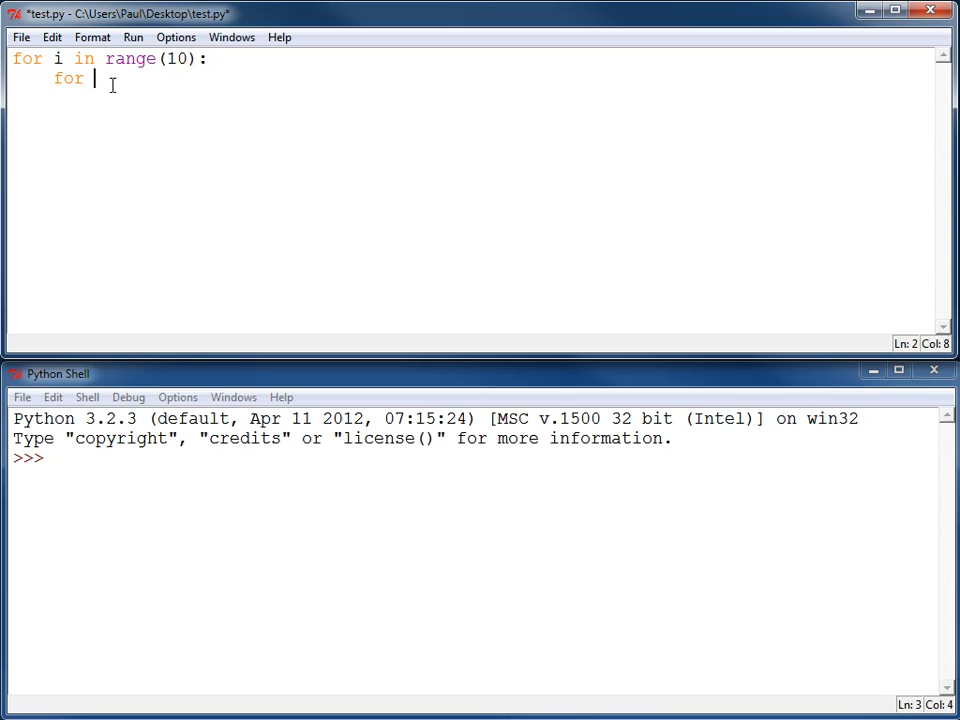 *test.py - C:\Users\Paul\Desktop\test.py*
File Edit Format Run Options Windows Help
for i in range(10):
    for
Ln: 2 Col: 8
Python Shell
File Edit Shell Debug Options Windows Help
Python 3.2.3 (default, Apr 11 2012, 07:15:24) [MSC v.1500 32 bit (Intel)] on win32
Type "copyright", "credits" or "license()" for more information.
>>>
Ln: 3 Col: 4